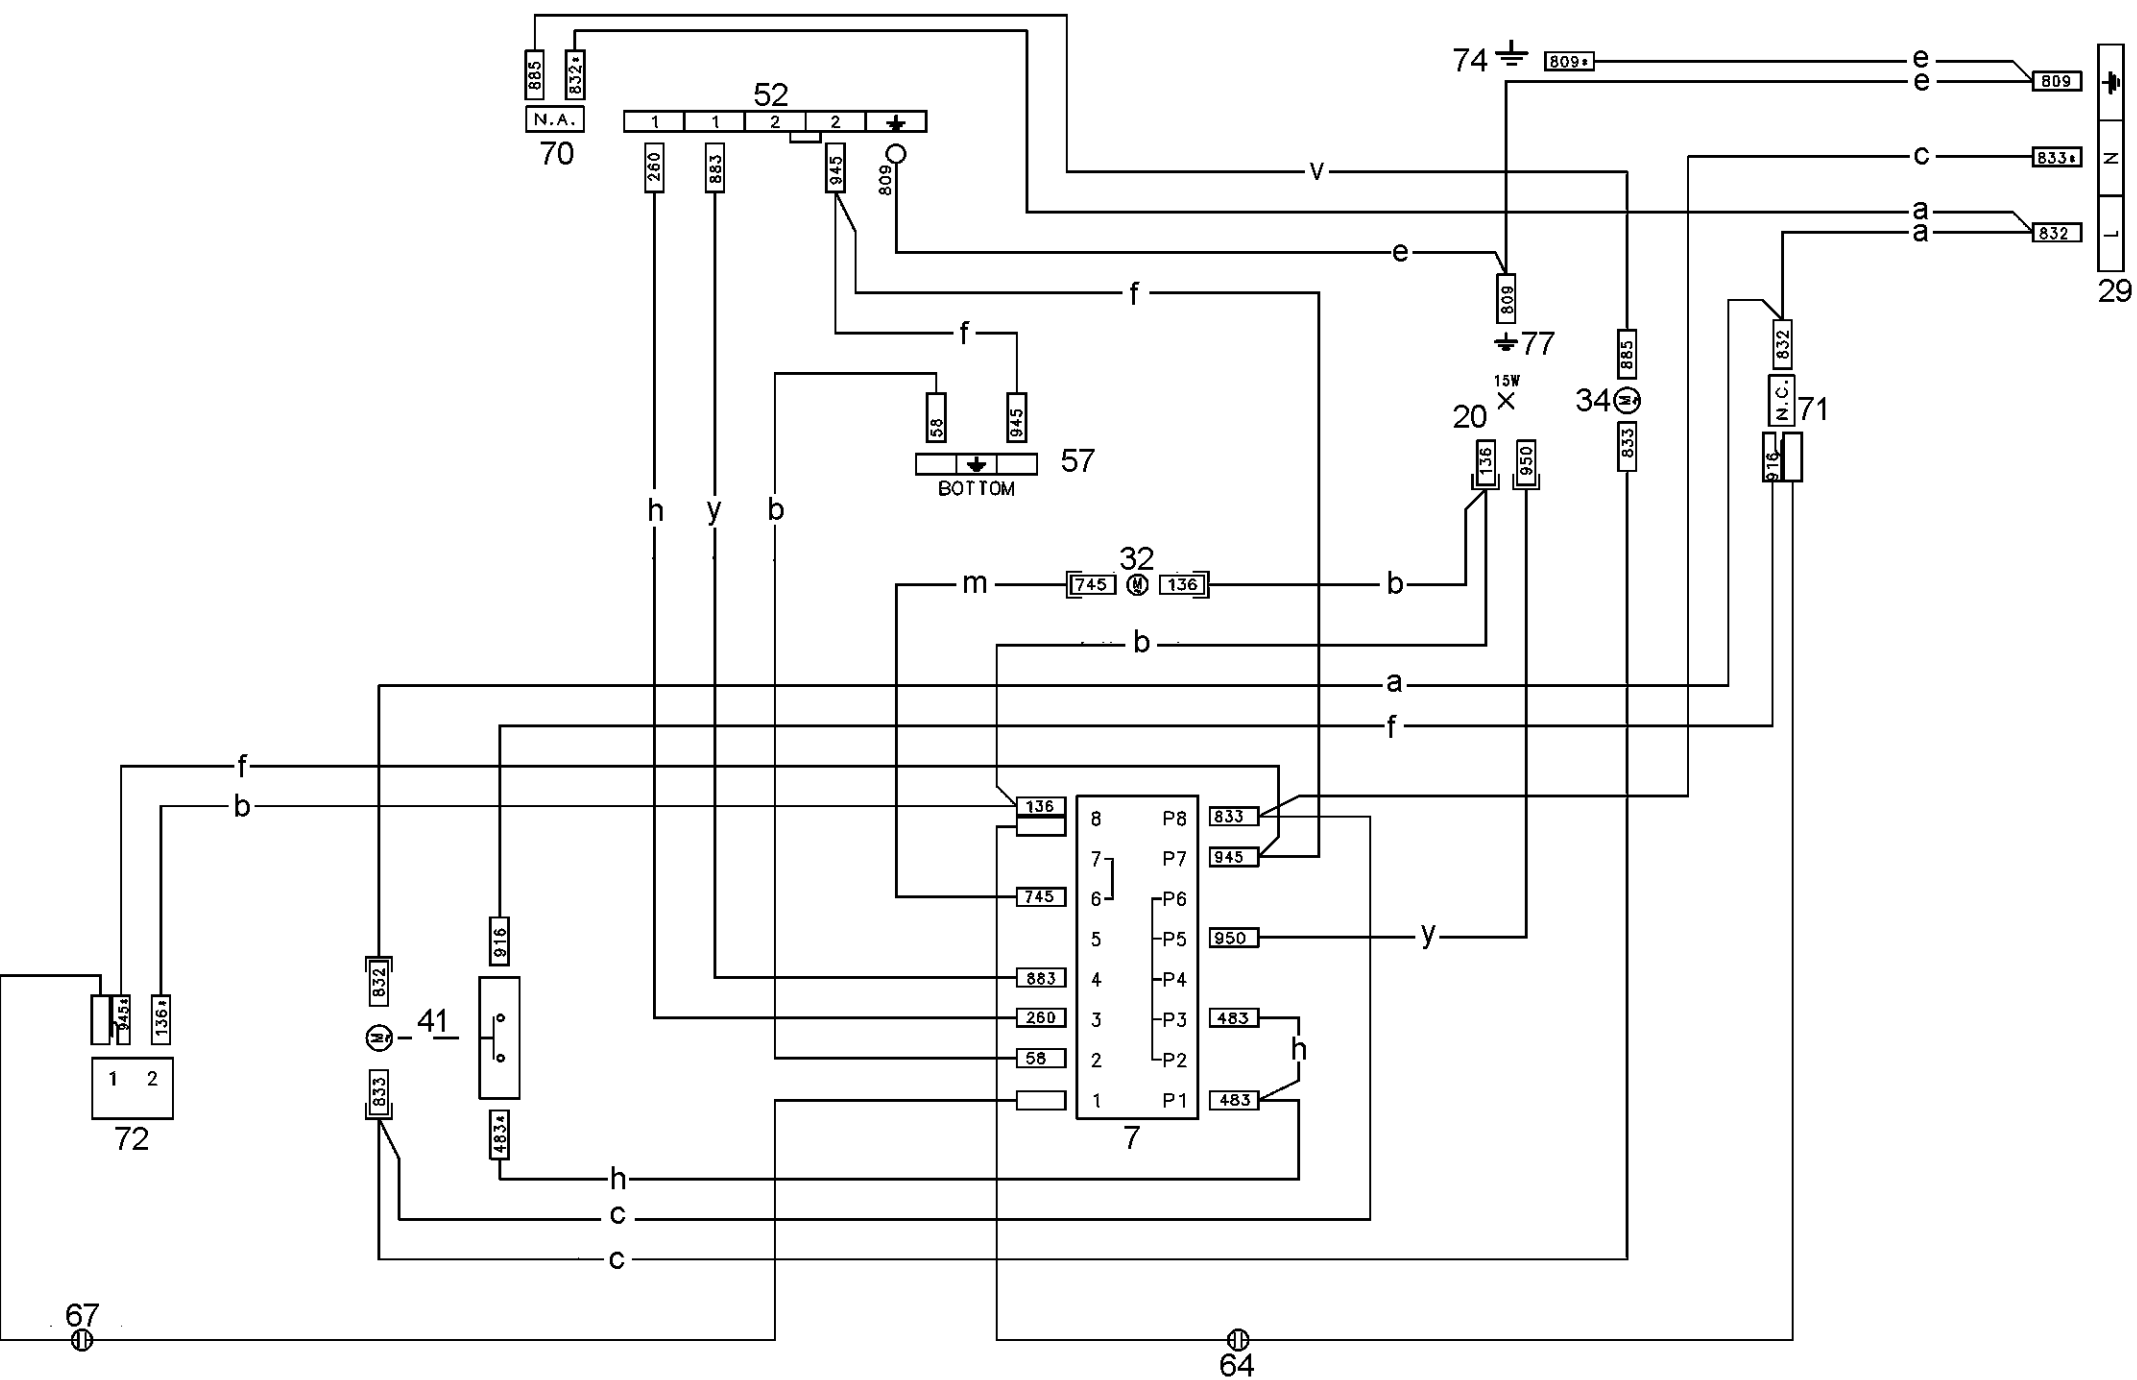 885
832*
N.A.
70
52
1 1 2 2
260
883
945
809
74
809*
e
e
809
v
c
833*
N
a
a
832
L
29
e
f
f
809
77
15W
20
885
34
M
833
832
N.C.
71
916
58
945
57
BOTTOM
136
950
h
y
b
32
m
745
M
136
b
b
a
f
f
b
136
8
P8
833
7
P7
945
745
6
P6
5
P5
950
y
883
4
P4
260
3
P3
483
58
2
P2
h
1
P1
483
7
916
832
945*
136*
41
M
1 2
72
833
483*
h
c
c
67
64